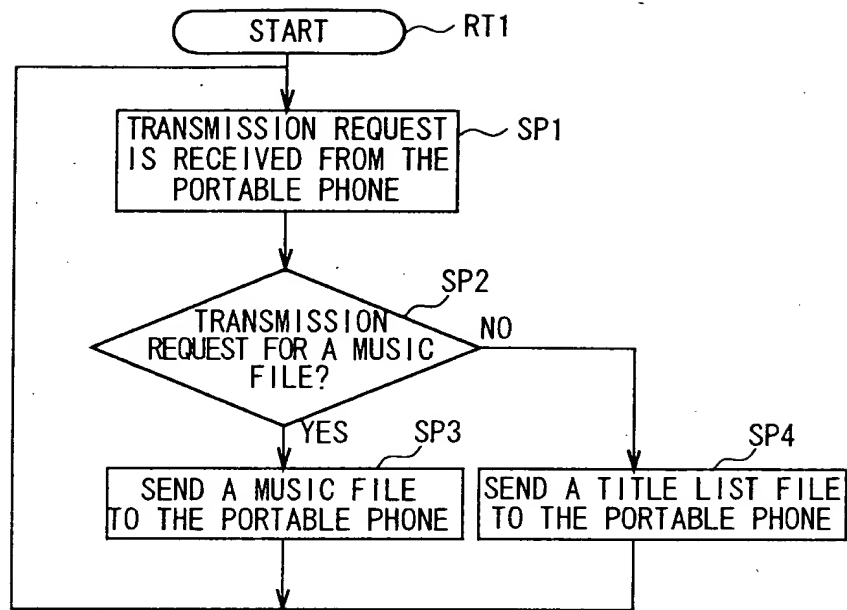 START
RT1
TRANSMISSION REQUEST
IS RECEIVED FROM THE
PORTABLE PHONE
SP1
SP2
TRANSMISSION
REQUEST FOR A MUSIC
FILE?
NO
YES
SP3
SEND A MUSIC FILE
TO THE PORTABLE PHONE
SP4
SEND A TITLE LIST FILE
TO THE PORTABLE PHONE